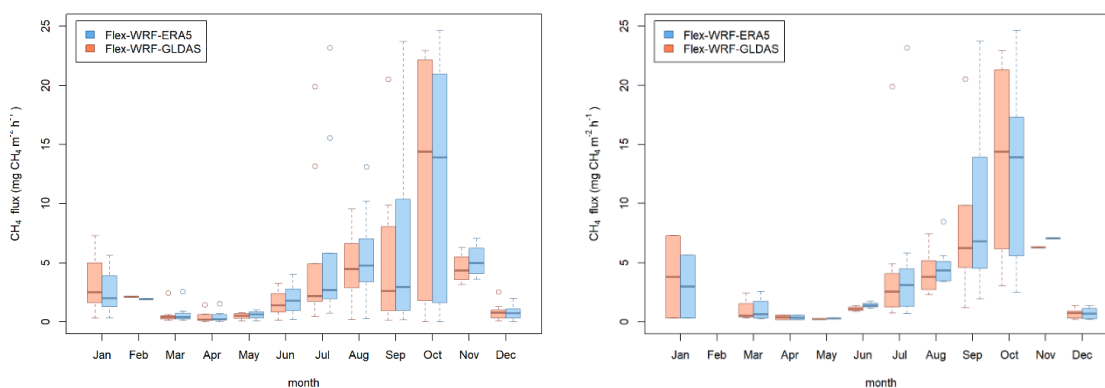 Flex-WRF-ERA5
Flex-WRF-GLDAS
CH₄ flux (mg CH₄ m⁻² h⁻¹)
25
20
15
10
5
0
Jan Feb Mar Apr May Jun Jul Aug Sep Oct Nov Dec
month
Flex-WRF-ERA5
Flex-WRF-GLDAS
CH₄ flux (mg CH₄ m⁻² h⁻¹)
25
20
15
10
5
0
Jan Feb Mar Apr May Jun Jul Aug Sep Oct Nov Dec
month